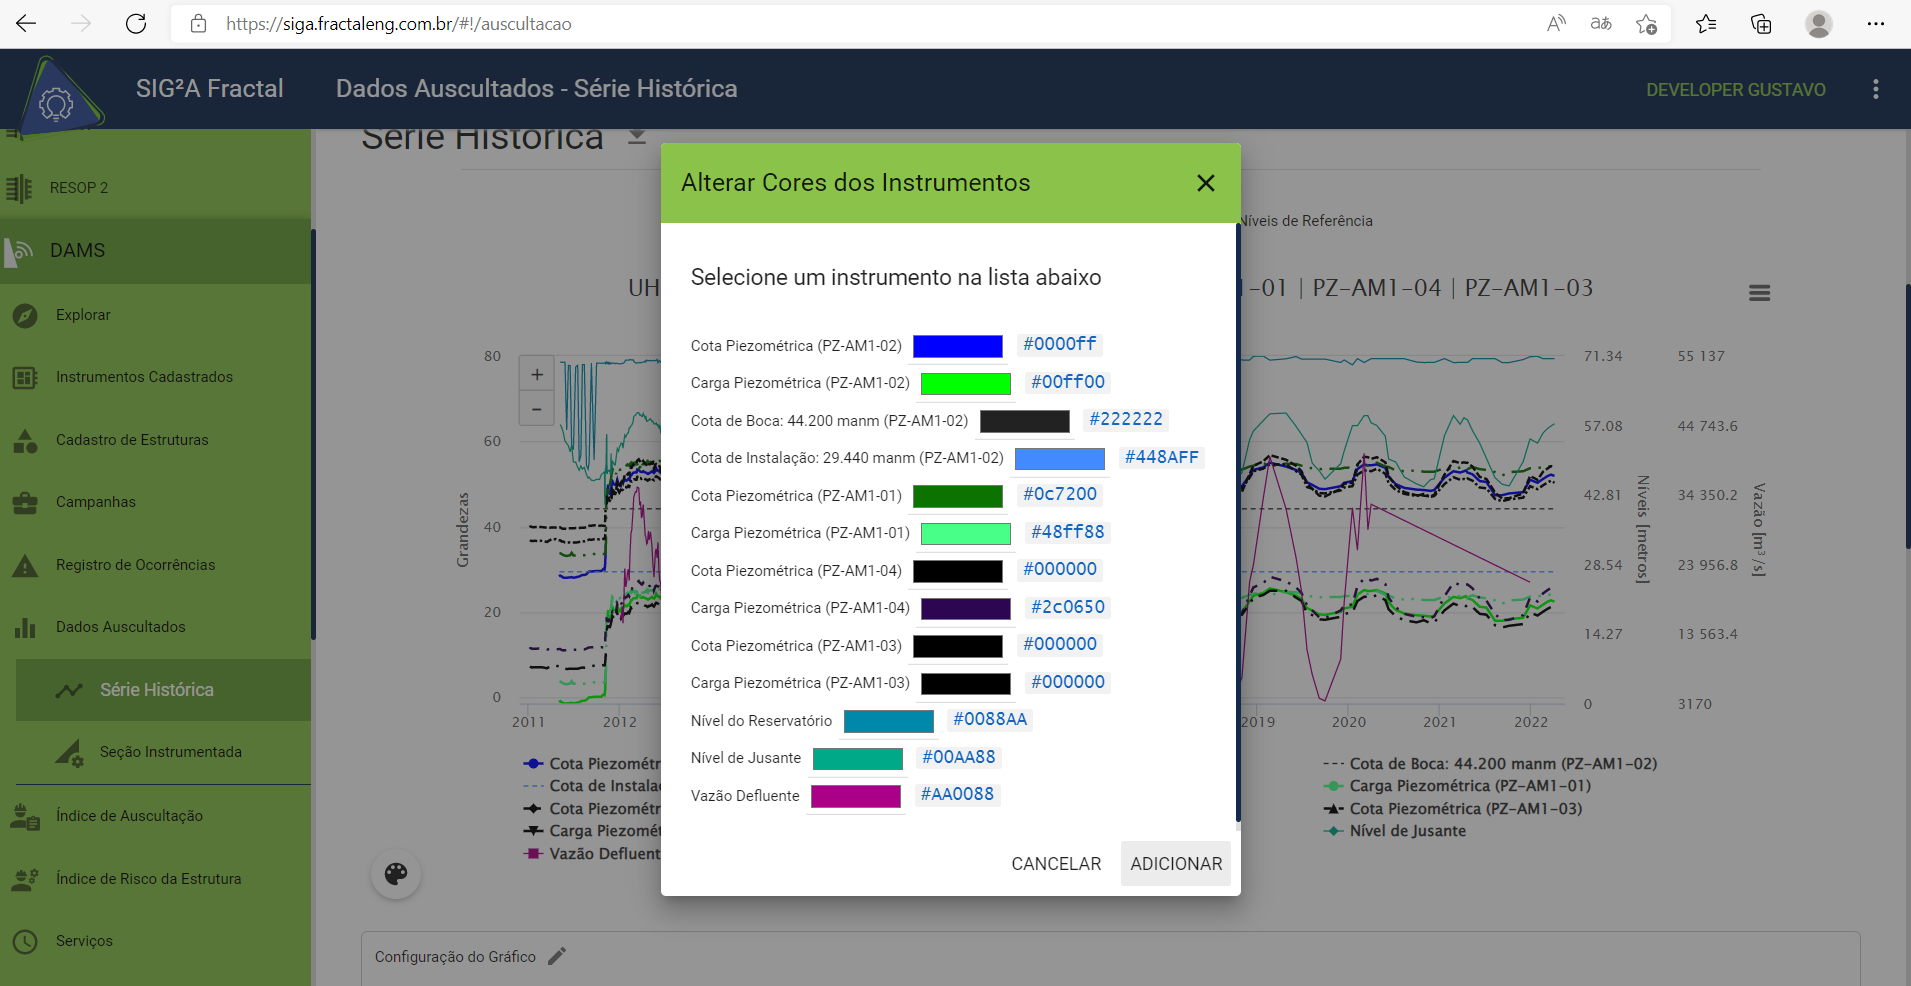 https://siga.fractaleng.com.br/#!/auscultacao
SIG²A Fractal
Dados Auscultados - Série Histórica
DEVELOPER GUSTAVO
RESOP 2
DAMS
Explorar
Instrumentos Cadastrados
Cadastro de Estruturas
Campanhas
Registro de Ocorrências
Dados Auscultados
Série Histórica
Seção Instrumentada
Índice de Auscultação
Índice de Risco da Estrutura
Serviços
Série Histórica
Níveis de Referência
UH
-01 | PZ-AM1-04 | PZ-AM1-03
Alterar Cores dos Instrumentos
Selecione um instrumento na lista abaixo
Cota Piezométrica (PZ-AM1-02) #0000ff
Carga Piezométrica (PZ-AM1-02) #00ff00
Cota de Boca: 44.200 manm (PZ-AM1-02) #222222
Cota de Instalação: 29.440 manm (PZ-AM1-02) #448AFF
Cota Piezométrica (PZ-AM1-01) #0c7200
Carga Piezométrica (PZ-AM1-01) #48ff88
Cota Piezométrica (PZ-AM1-04) #000000
Carga Piezométrica (PZ-AM1-04) #2c0650
Cota Piezométrica (PZ-AM1-03) #000000
Carga Piezométrica (PZ-AM1-03) #000000
Nível do Reservatório #0088AA
Nível de Jusante #00AA88
Vazão Defluente #AA0088
CANCELAR
ADICIONAR
Grandezas
80
60
40
20
0
+
-
2011
2012
2019
2020
2021
2022
71.34
57.08
42.81
28.54
14.27
0
Níveis [metros]
55 137
44 743.6
34 350.2
23 956.8
13 563.4
3170
Vazão [m³/s]
Cota Piezométr
Cota de Instala
Cota Piezomét
Carga Piezomét
Vazão Defluent
Cota de Boca: 44.200 manm (PZ-AM1-02)
Carga Piezométrica (PZ-AM1-01)
Cota Piezométrica (PZ-AM1-03)
Nível de Jusante
Configuração do Gráfico